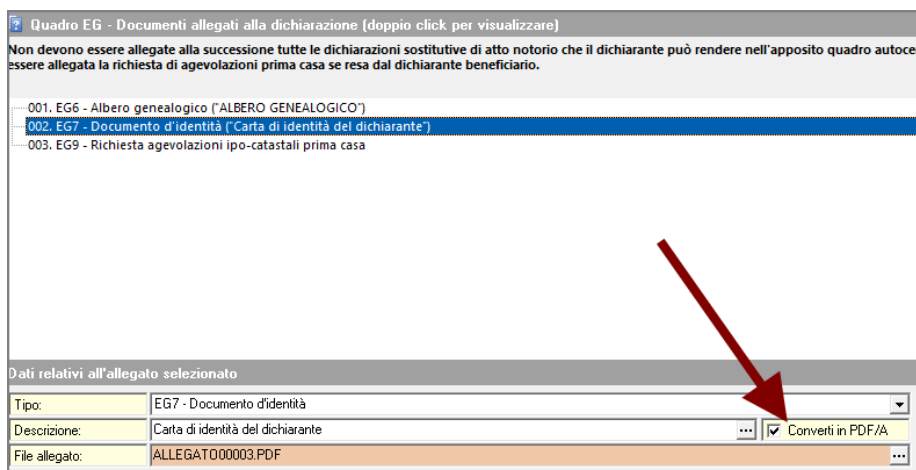 Quadro EG - Documenti allegati alla dichiarazione (doppio click per visualizzare)
Non devono essere allegate alla successione tutte le dichiarazioni sostitutive di atto notorio che il dichiarante può rendere nell'apposito quadro autoce
essere allegata la richiesta di agevolazioni prima casa se resa dal dichiarante beneficiario.
001. EG6 - Albero genealogico ("ALBERO GENEALOGICO")
002. EG7 - Documento d'identità ("Carta di identità del dichiarante")
003. EG9 - Richiesta agevolazioni ipo-catastali prima casa
Dati relativi all'allegato selezionato
Tipo: EG7 - Documento d'identità
Descrizione: Carta di identità del dichiarante ... Converti in PDF/A
File allegato: ALLEGATO00003.PDF ...